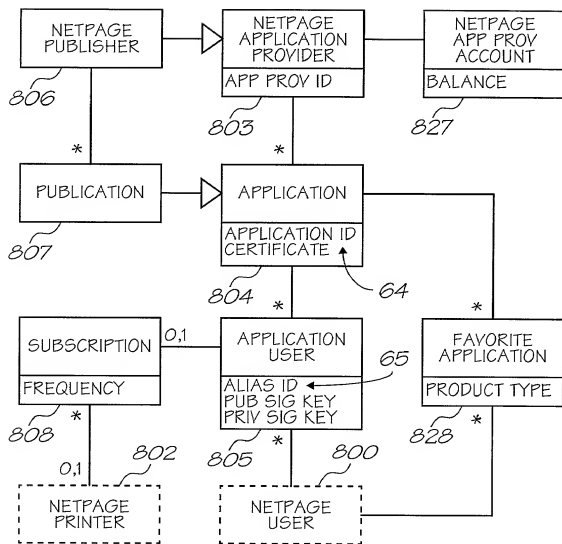 NETPAGE
PUBLISHER
806
NETPAGE
APPLICATION
PROVIDER
APP PROV ID
803
NETPAGE
APP PROV
ACCOUNT
BALANCE
827
*
*
PUBLICATION
807
APPLICATION
APPLICATION ID
CERTIFICATE
804
64
*
*
SUBSCRIPTION
FREQUENCY
808
0,1
APPLICATION
USER
ALIAS ID
PUB SIG KEY
PRIV SIG KEY
805
65
FAVORITE
APPLICATION
PRODUCT TYPE
828
*
*
*
0,1
802
NETPAGE
PRINTER
800
NETPAGE
USER